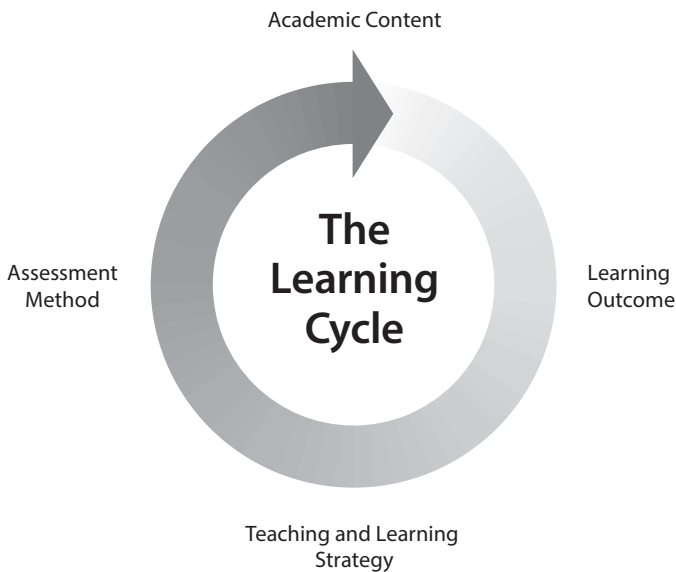 Academic Content
The
Learning
Cycle
Assessment
Method
Learning
Outcome
Teaching and Learning
Strategy